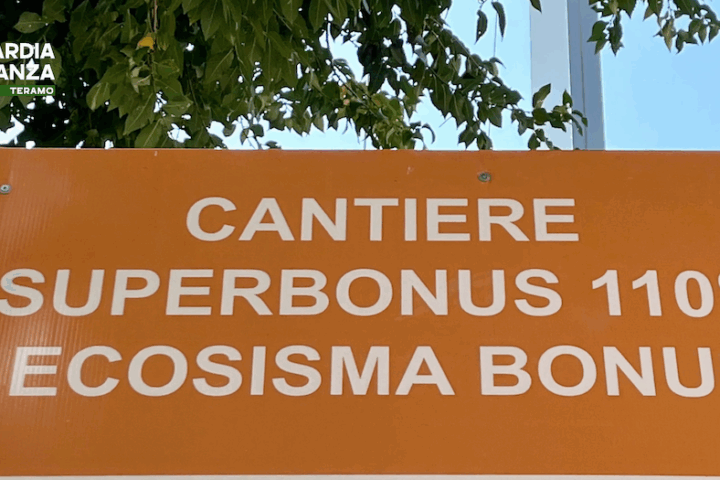 ARDIA
ANZA
TERAMO
CANTIERE
SUPERBONUS 110%
ECOSISMA BONU